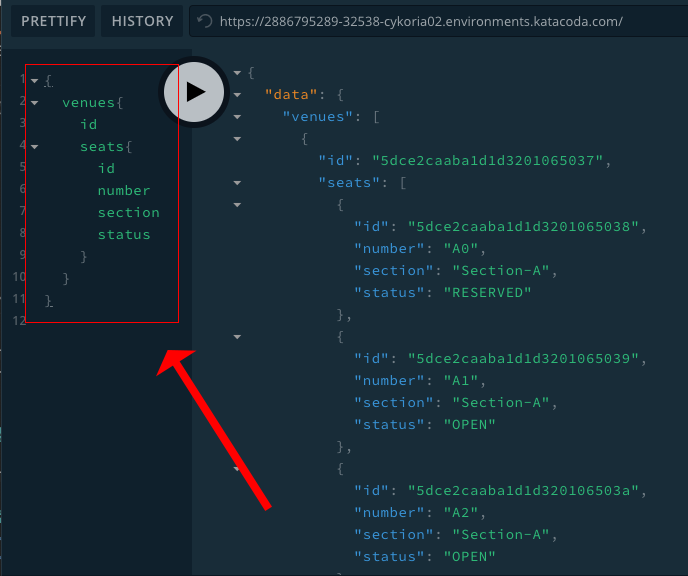 PRETTIFY HISTORY https://2886795289-32538-cykoria02.environments.katacoda.com/
1 {
2 venues{
3 id
4 seats{
5 id
6 number
7 section
8 status
9 }
10 }
11 }
12
{
"data": {
"venues": [
{
"id": "5dce2caaba1d1d3201065037",
"seats": [
{
"id": "5dce2caaba1d1d3201065038",
"number": "A0",
"section": "Section-A",
"status": "RESERVED"
},
{
"id": "5dce2caaba1d1d3201065039",
"number": "A1",
"section": "Section-A",
"status": "OPEN"
},
{
"id": "5dce2caaba1d1d320106503a",
"number": "A2",
"section": "Section-A",
"status": "OPEN"